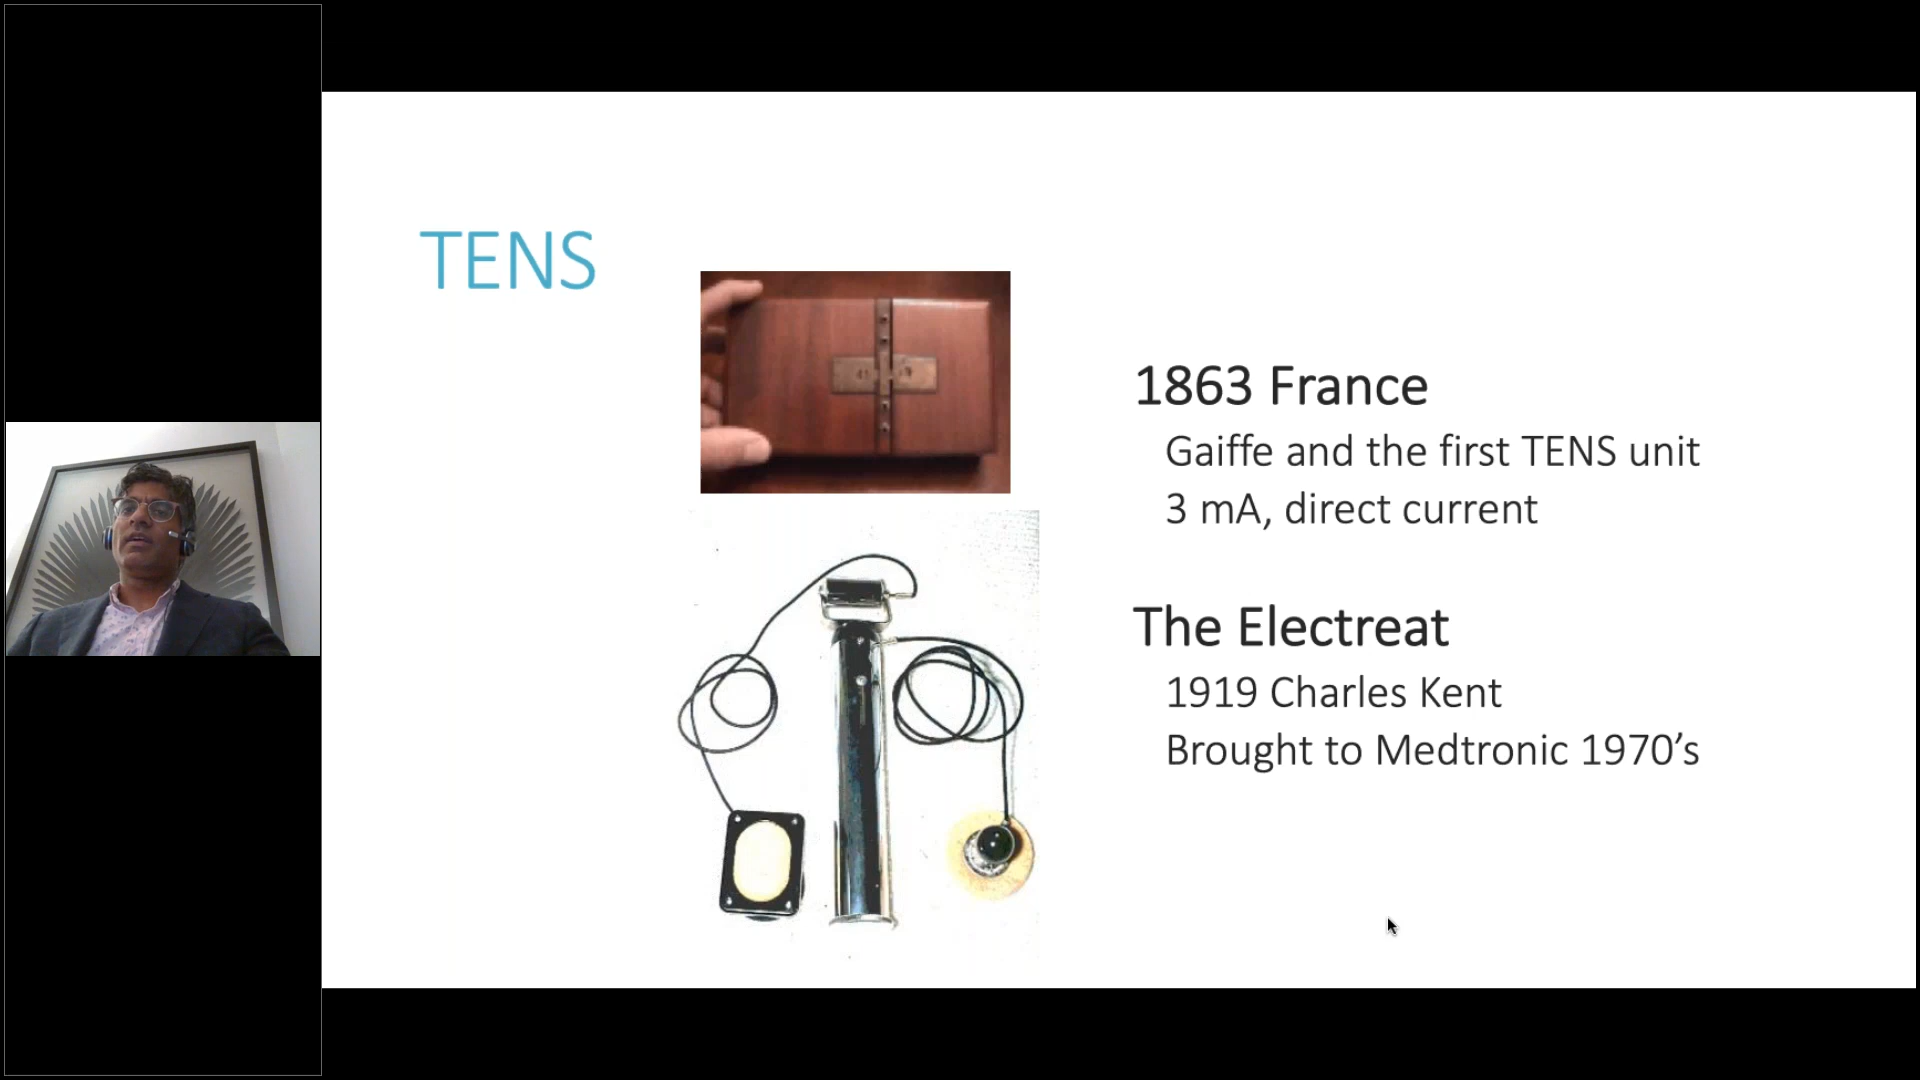 TENS
1863 France
Gaiffe and the first TENS unit
3 mA, direct current
The Electreat
1919 Charles Kent
Brought to Medtronic 1970’s